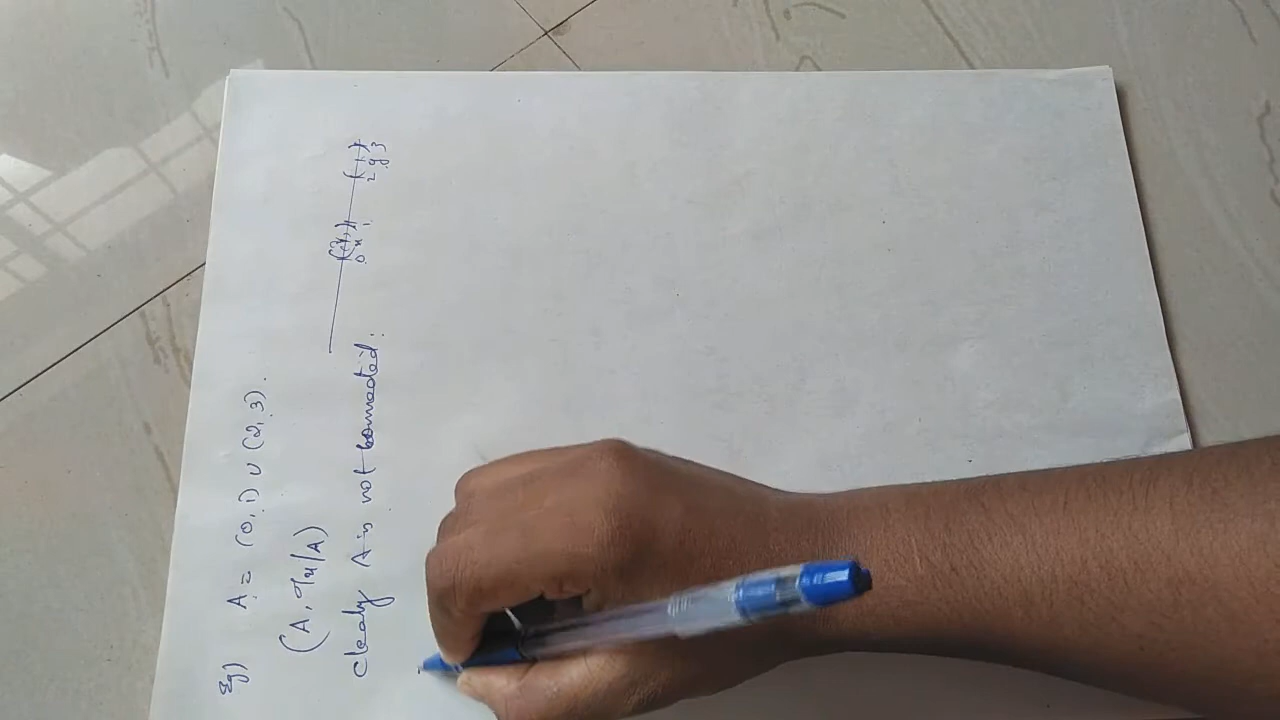 Eg) A = (0,1) ∪ (2,3).
(A, τu/A)
0 x 1 2 y 3
Clearly A is not connected.